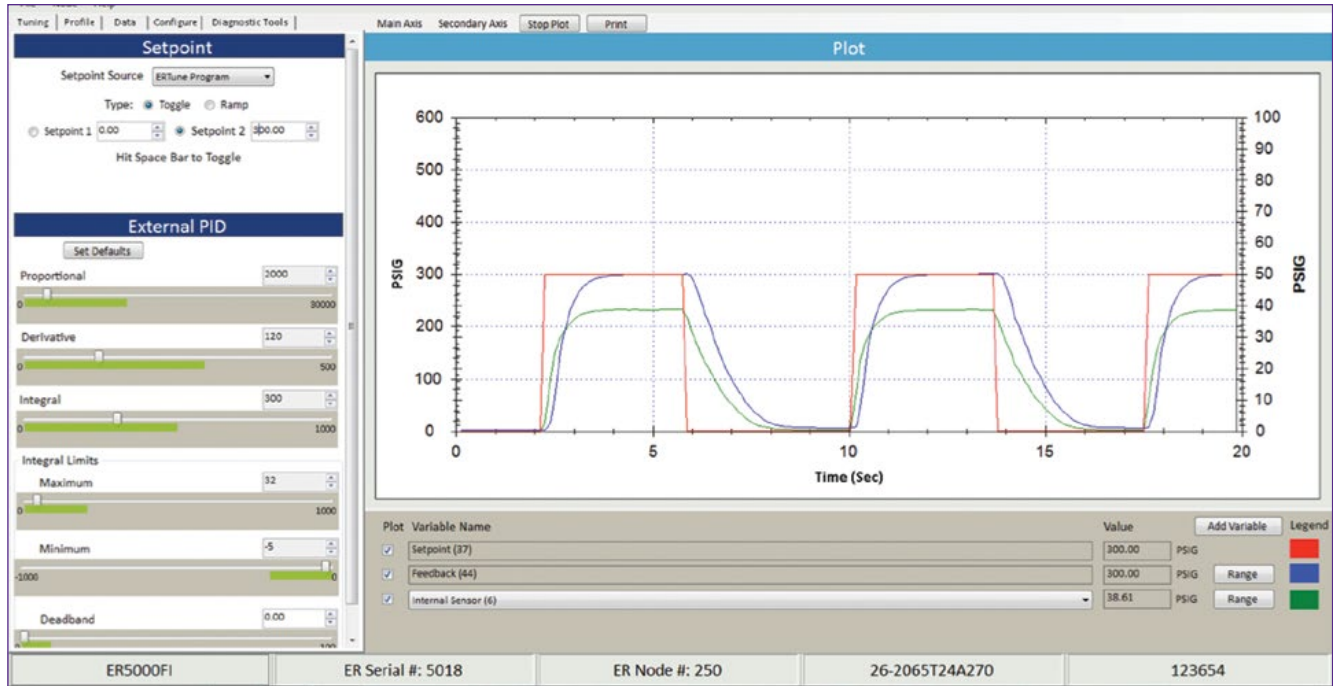 Tuning Profile Data Configure Diagnostic Tools
Main Axis Secondary Axis Stop Plot Print
Setpoint
Setpoint Source ERTune Program
Type: Toggle Ramp
Setpoint 1 0.00 Setpoint 2 300.00
Hit Space Bar to Toggle
External PID
Set Defaults
Proportional 2000
0 30000
Derivative 120
0 500
Integral 300
0 1000
Integral Limits
Maximum 32
0 1000
Minimum -5
-1000 0
Deadband 0.00
Plot
600
500
400
300
200
100
0
PSIG
100
90
80
70
60
50
40
30
20
10
0
PSIG
0 5 10 15 20
Time (Sec)
Plot Variable Name Value Add Variable Legend
Setpoint (37) 300.00 PSIG
Feedback (44) 300.00 PSIG Range
Internal Sensor (6) 38.61 PSIG Range
ER5000FI ER Serial #: 5018 ER Node #: 250 26-2065T24A270 123654